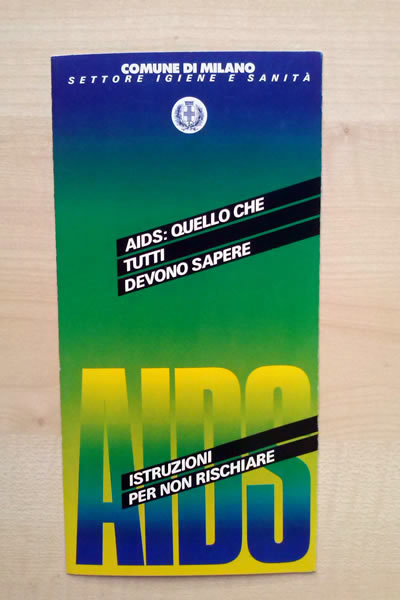 COMUNE DI MILANO
SETTORE IGIENE E SANITÀ
AIDS: QUELLO CHE
TUTTI
DEVONO SAPERE
AIDS
ISTRUZIONI
PER NON RISCHIARE